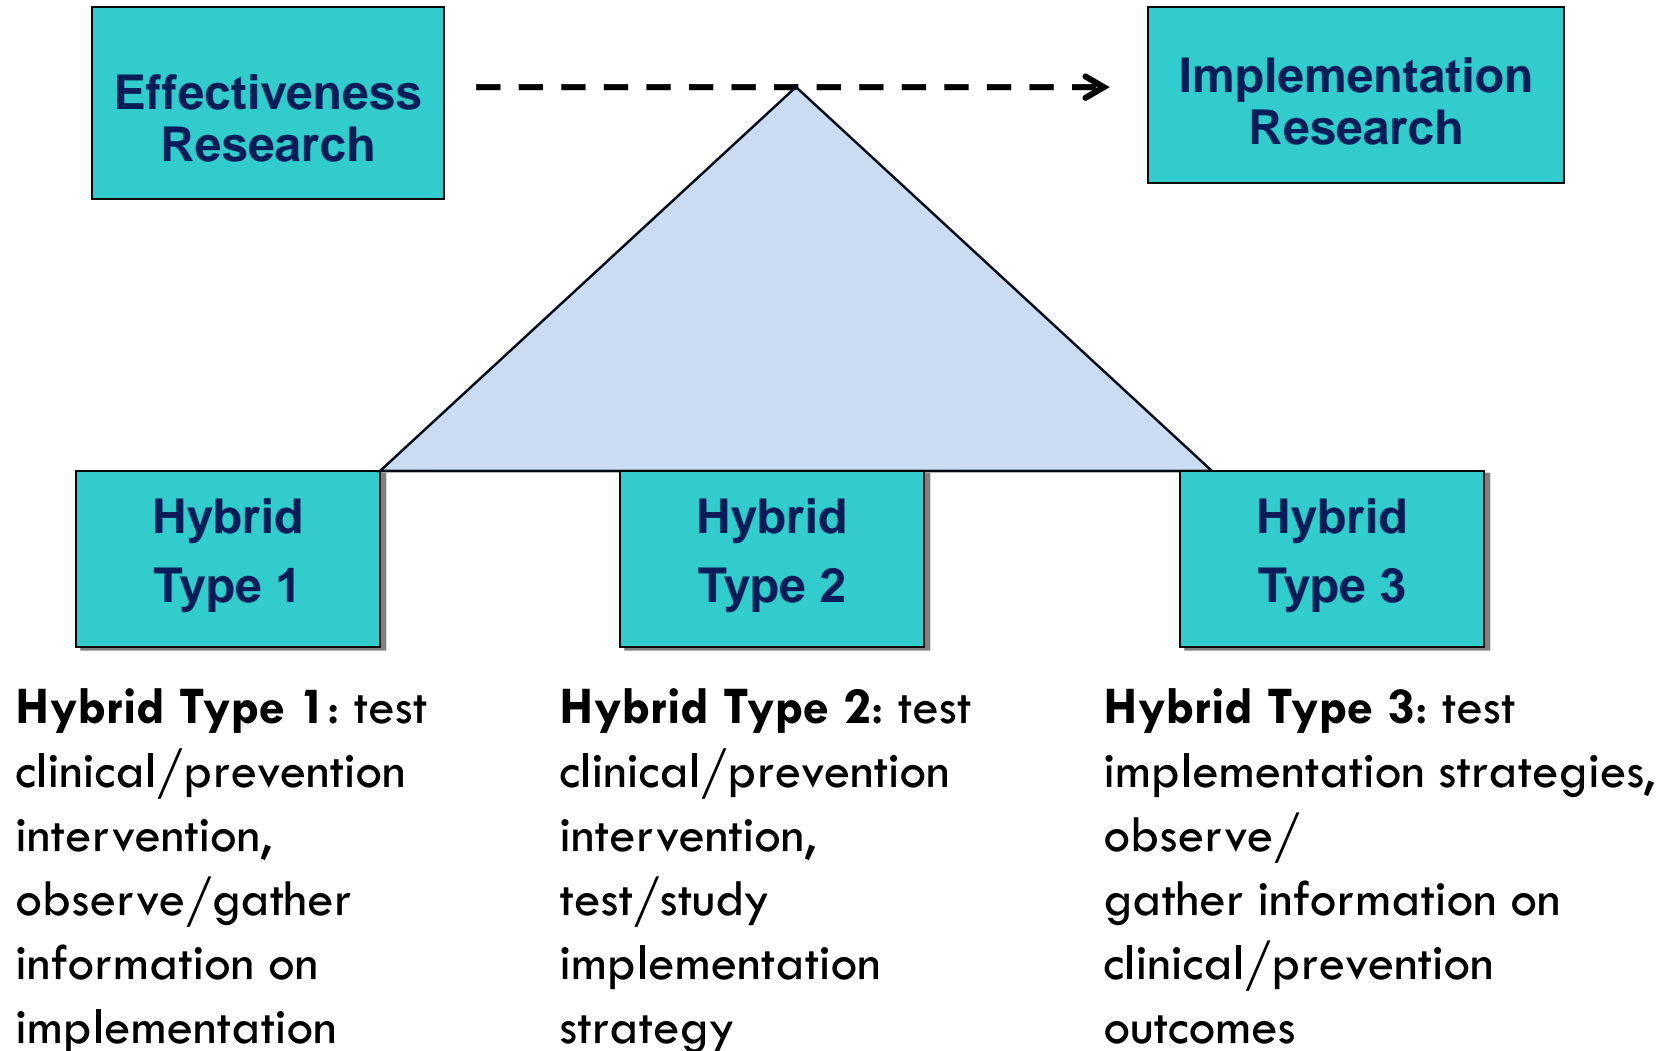 Effectiveness
Research
Implementation
Research
Hybrid
Type 1
Hybrid
Type 2
Hybrid
Type 3
Hybrid Type 1: test
clinical/prevention
intervention,
observe/gather
information on
implementation
Hybrid Type 2: test
clinical/prevention
intervention,
test/study
implementation
strategy
Hybrid Type 3: test
implementation strategies,
observe/
gather information on
clinical/prevention
outcomes